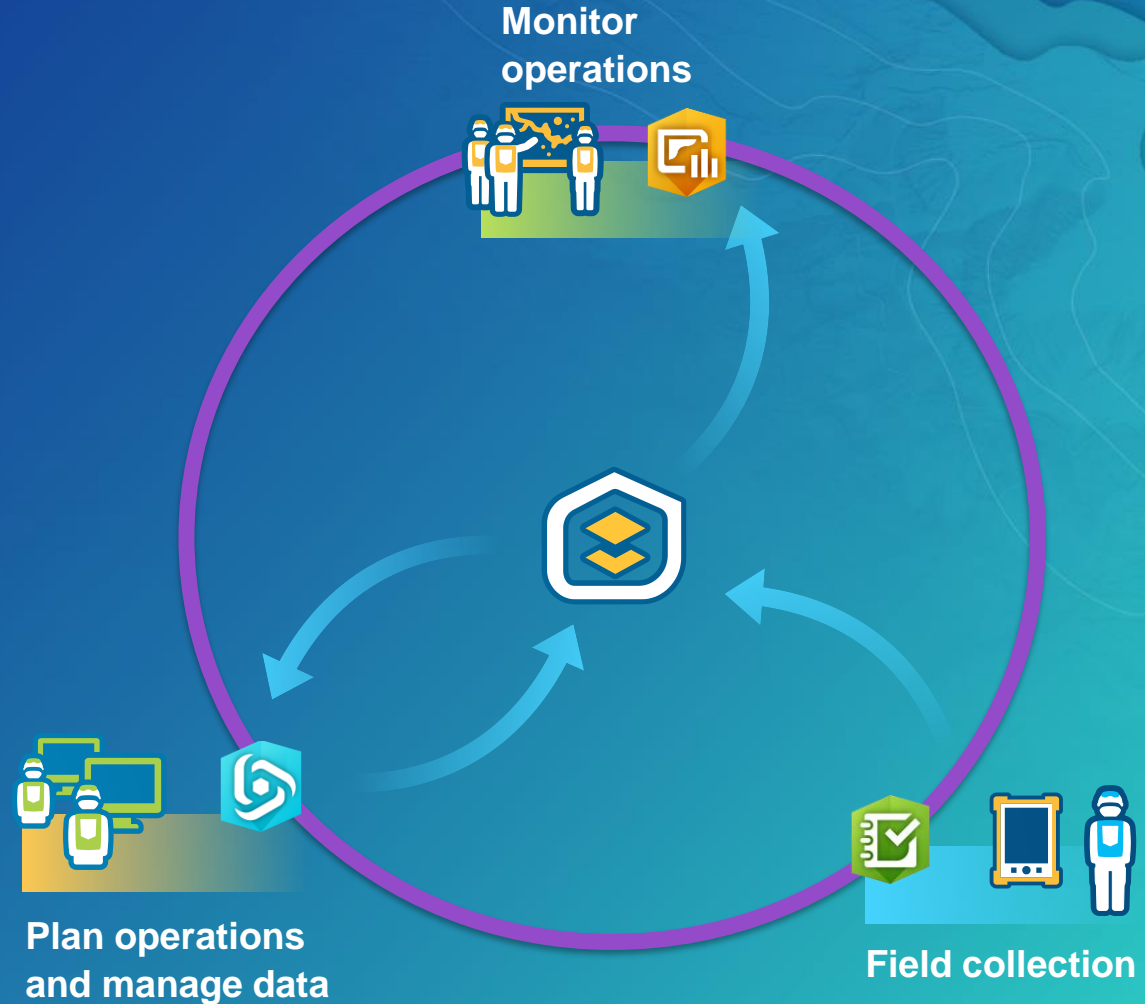 Monitor
operations
Plan operations
and manage data
Field collection